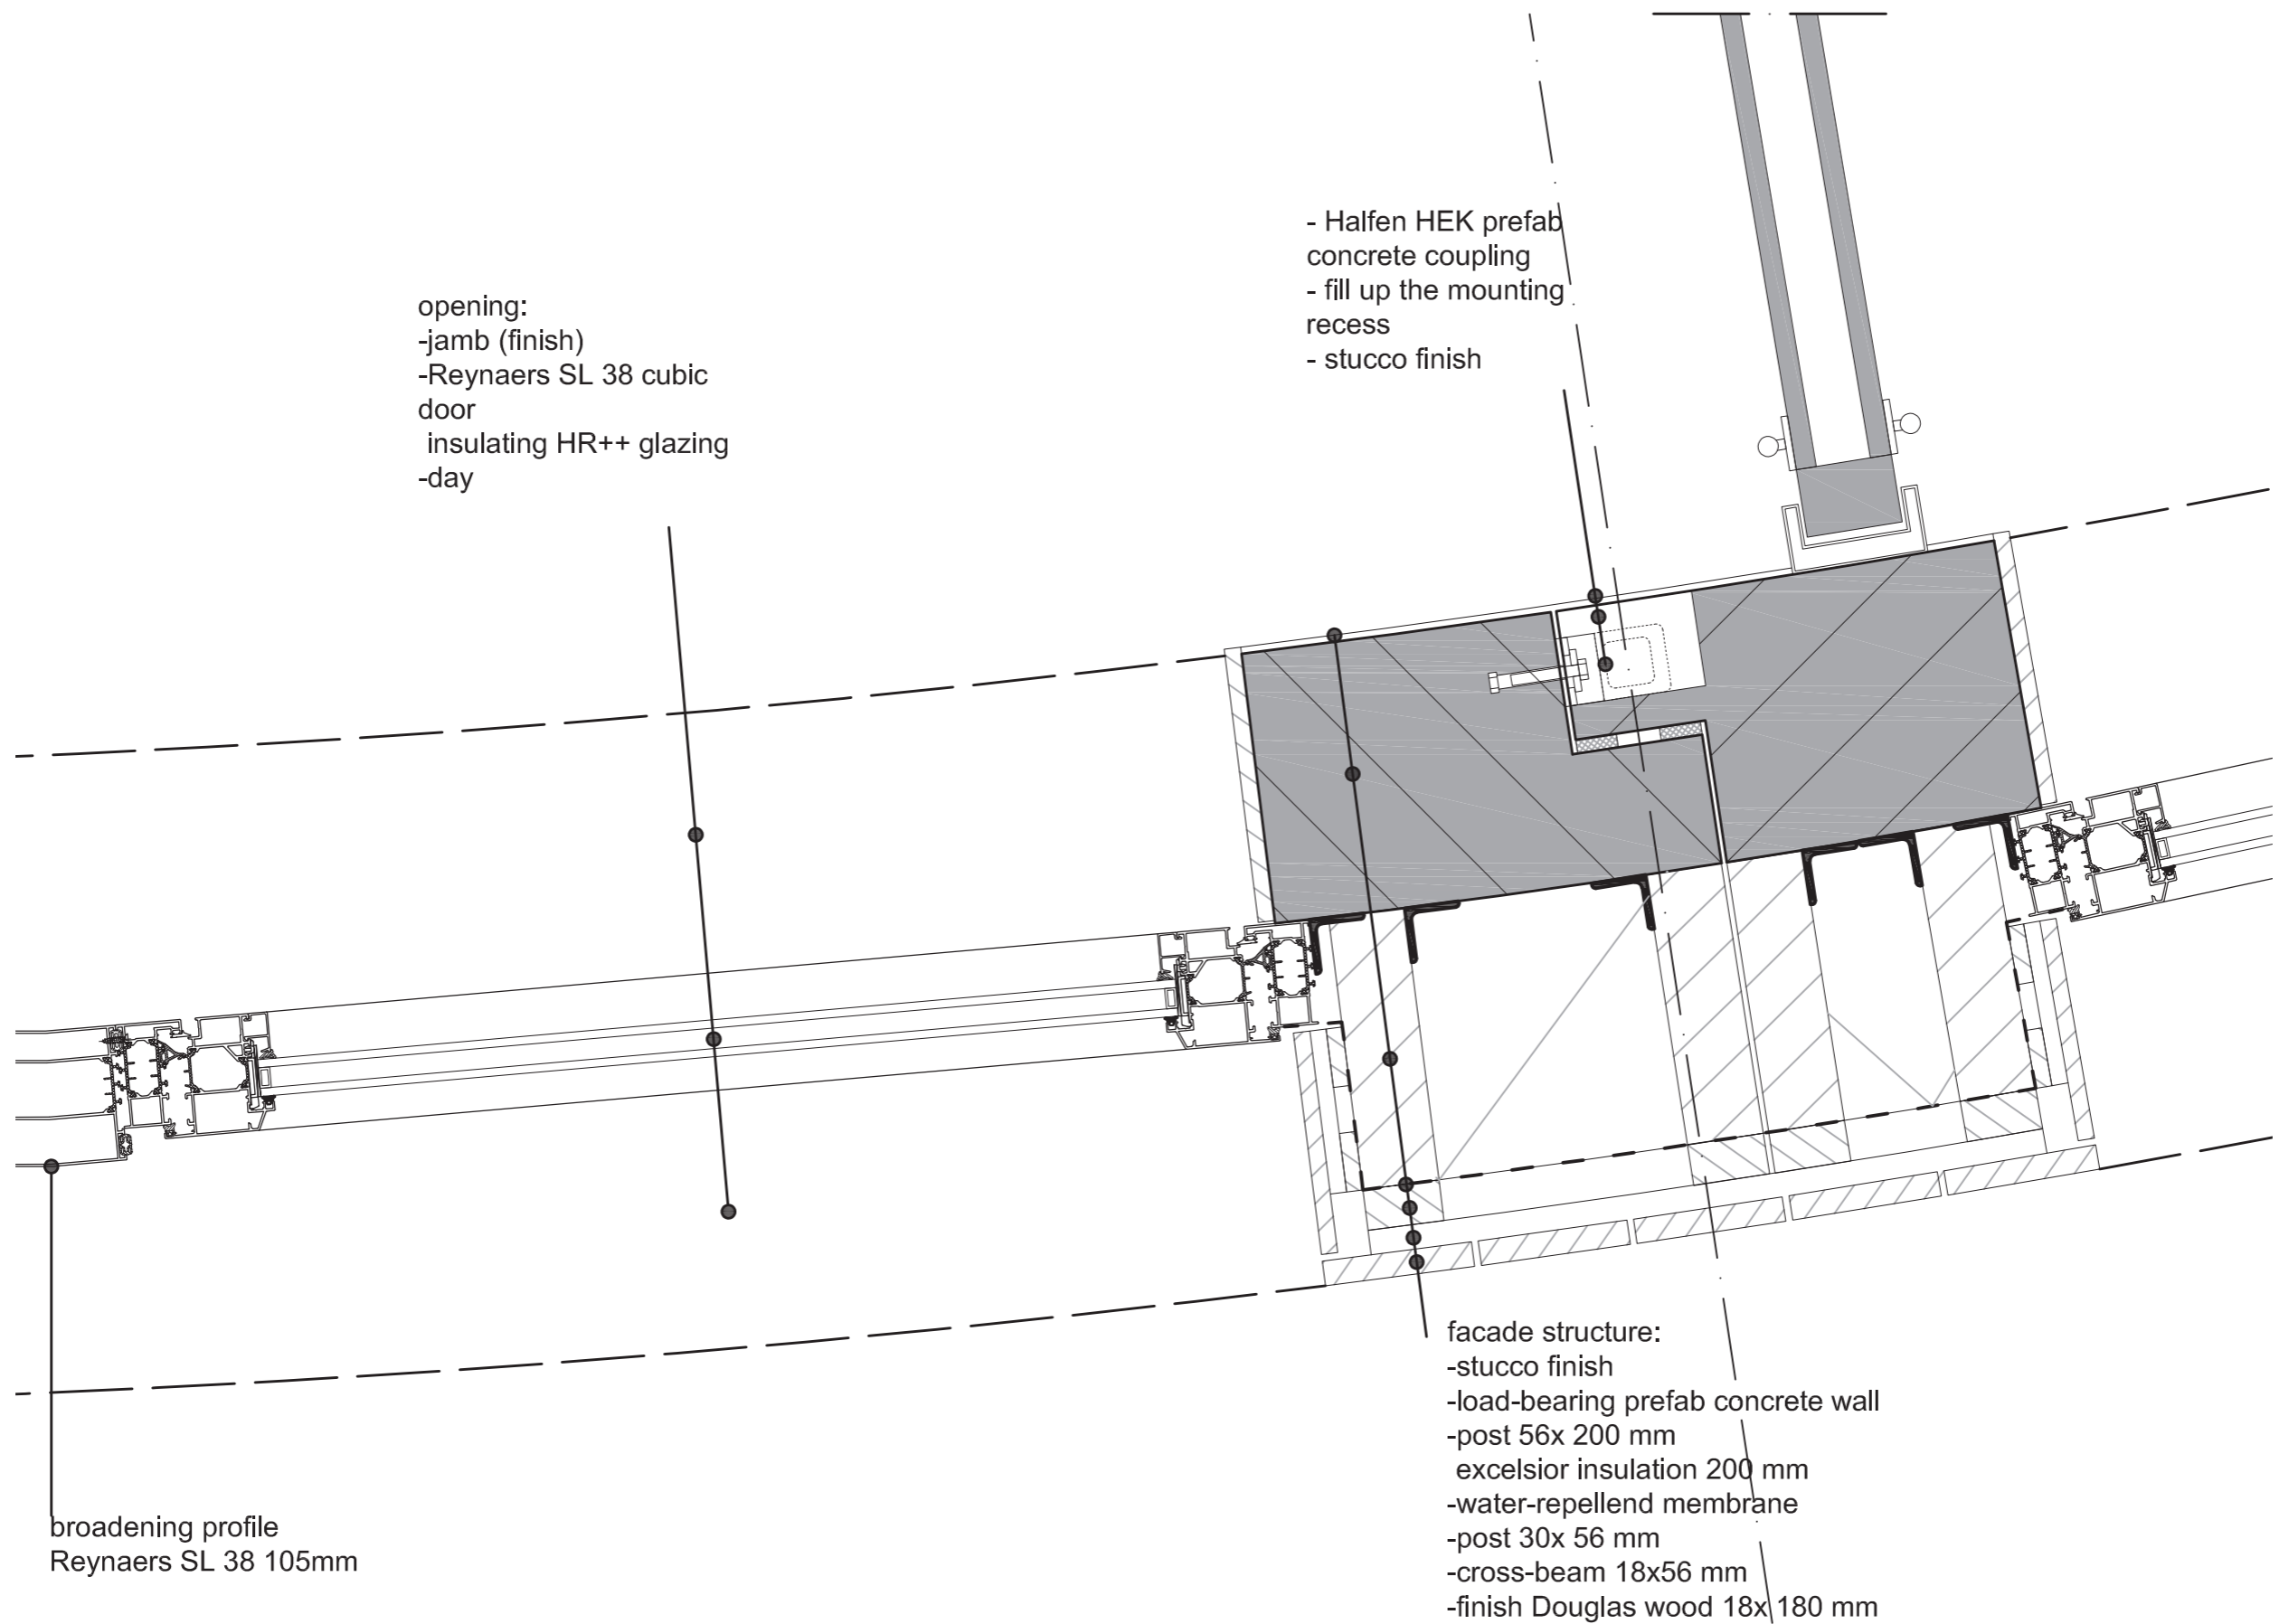 - Halfen HEK prefab
concrete coupling
- fill up the mounting
recess
- stucco finish
opening:
-jamb (finish)
-Reynaers SL 38 cubic
door
insulating HR++ glazing
-day
facade structure:
-stucco finish
-load-bearing prefab concrete wall
-post 56x 200 mm
excelsior insulation 200 mm
-water-repellend membrane
-post 30x 56 mm
-cross-beam 18x56 mm
-finish Douglas wood 18x 180 mm
broadening profile
Reynaers SL 38 105mm